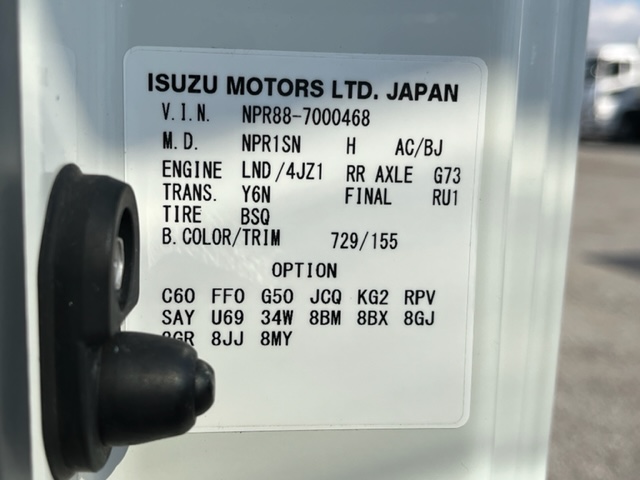 ISUZU MOTORS LTD. JAPAN
V.I.N. NPR88-7000468
M.D. NPR1SN H AC/BJ
ENGINE LND/4JZ1 RR AXLE G73
TRANS. Y6N FINAL RU1
TIRE BSQ
B.COLOR/TRIM 729/155
OPTION
C60 FF0 G50 JCQ KG2 RPV
SAY U69 34W 8BM 8BX 8GJ
8GR 8JJ 8MY